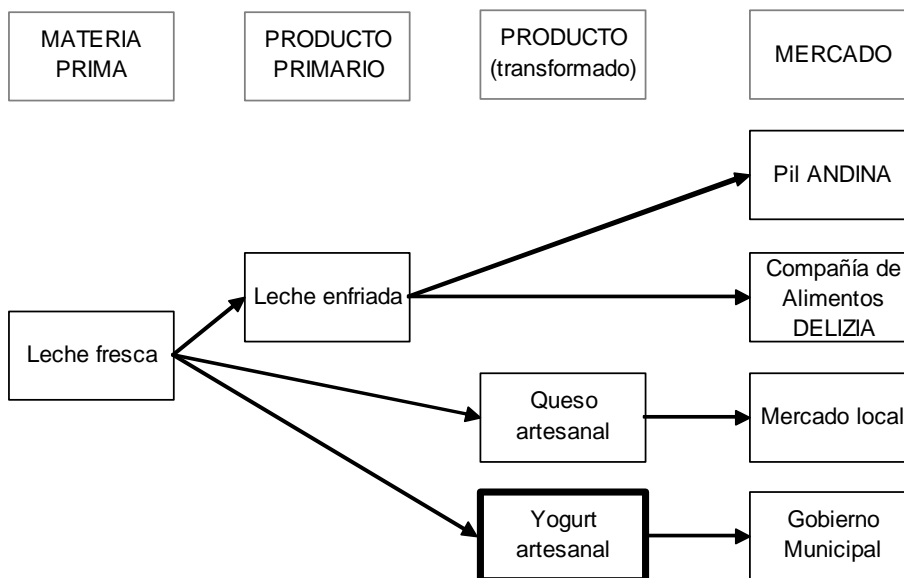 MATERIA
PRIMA
PRODUCTO
PRIMARIO
PRODUCTO
(transformado)
MERCADO
Pil ANDINA
Leche enfriada
Compañía de
Alimentos
DELIZIA
Leche fresca
Queso
artesanal
Mercado local
Yogurt
artesanal
Gobierno
Municipal